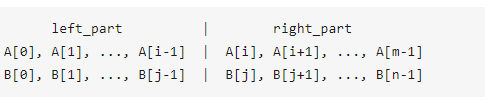 left_part | right_part
A[0], A[1], ..., A[i-1] | A[i], A[i+1], ..., A[m-1]
B[0], B[1], ..., B[j-1] | B[j], B[j+1], ..., B[n-1]